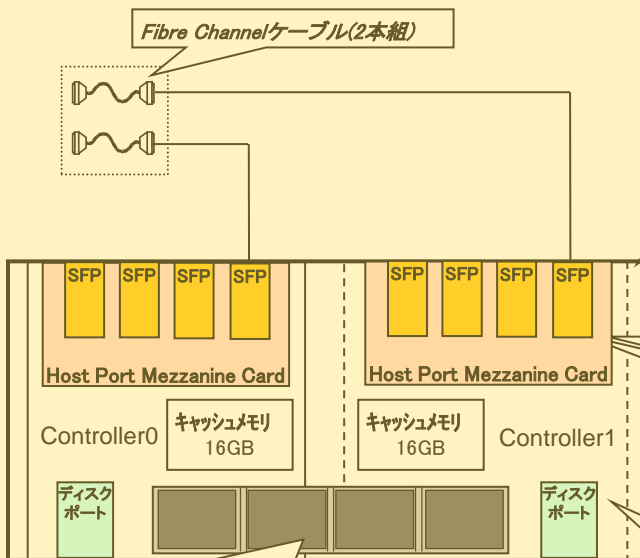 Fibre Channelケーブル(2本組)
SFP SFP SFP SFP
SFP SFP SFP SFP
Host Port Mezzanine Card
Host Port Mezzanine Card
Controller0
キャッシュメモリ
16GB
キャッシュメモリ
16GB
Controller1
ディスク
ポート
ディスク
ポート